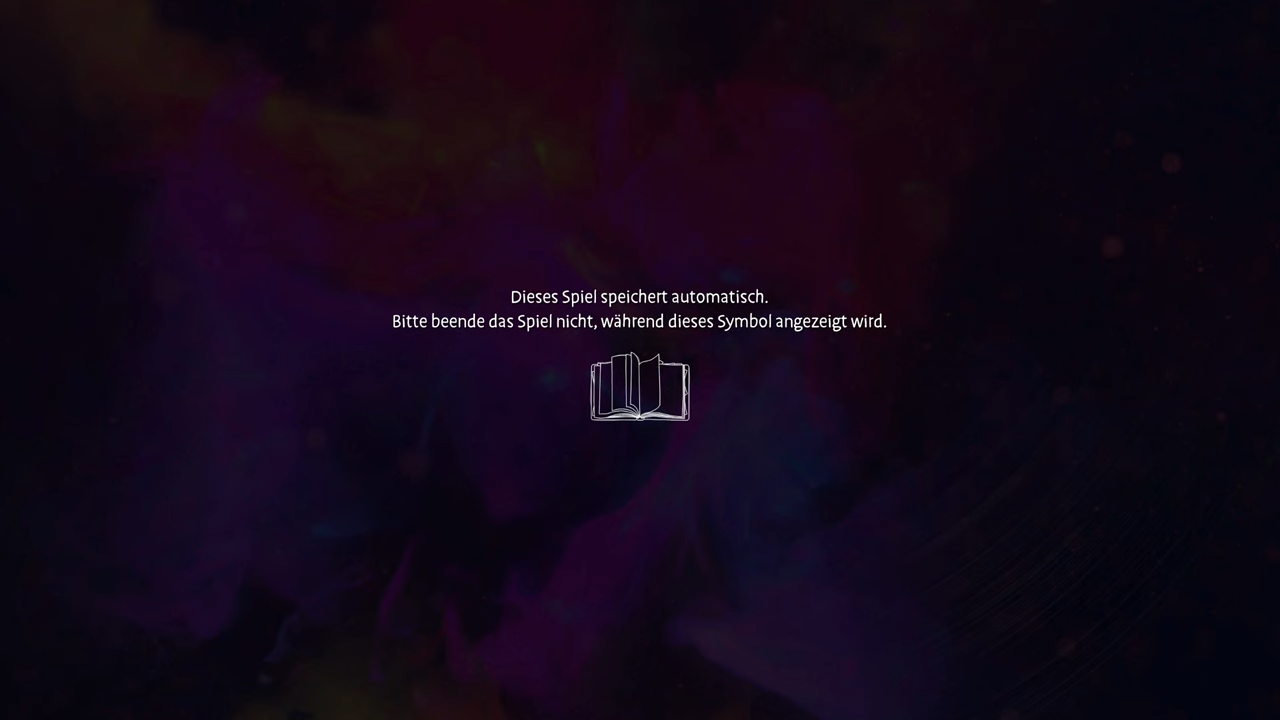 Dieses Spiel speichert automatisch.
Bitte beende das Spiel nicht, während dieses Symbol angezeigt wird.